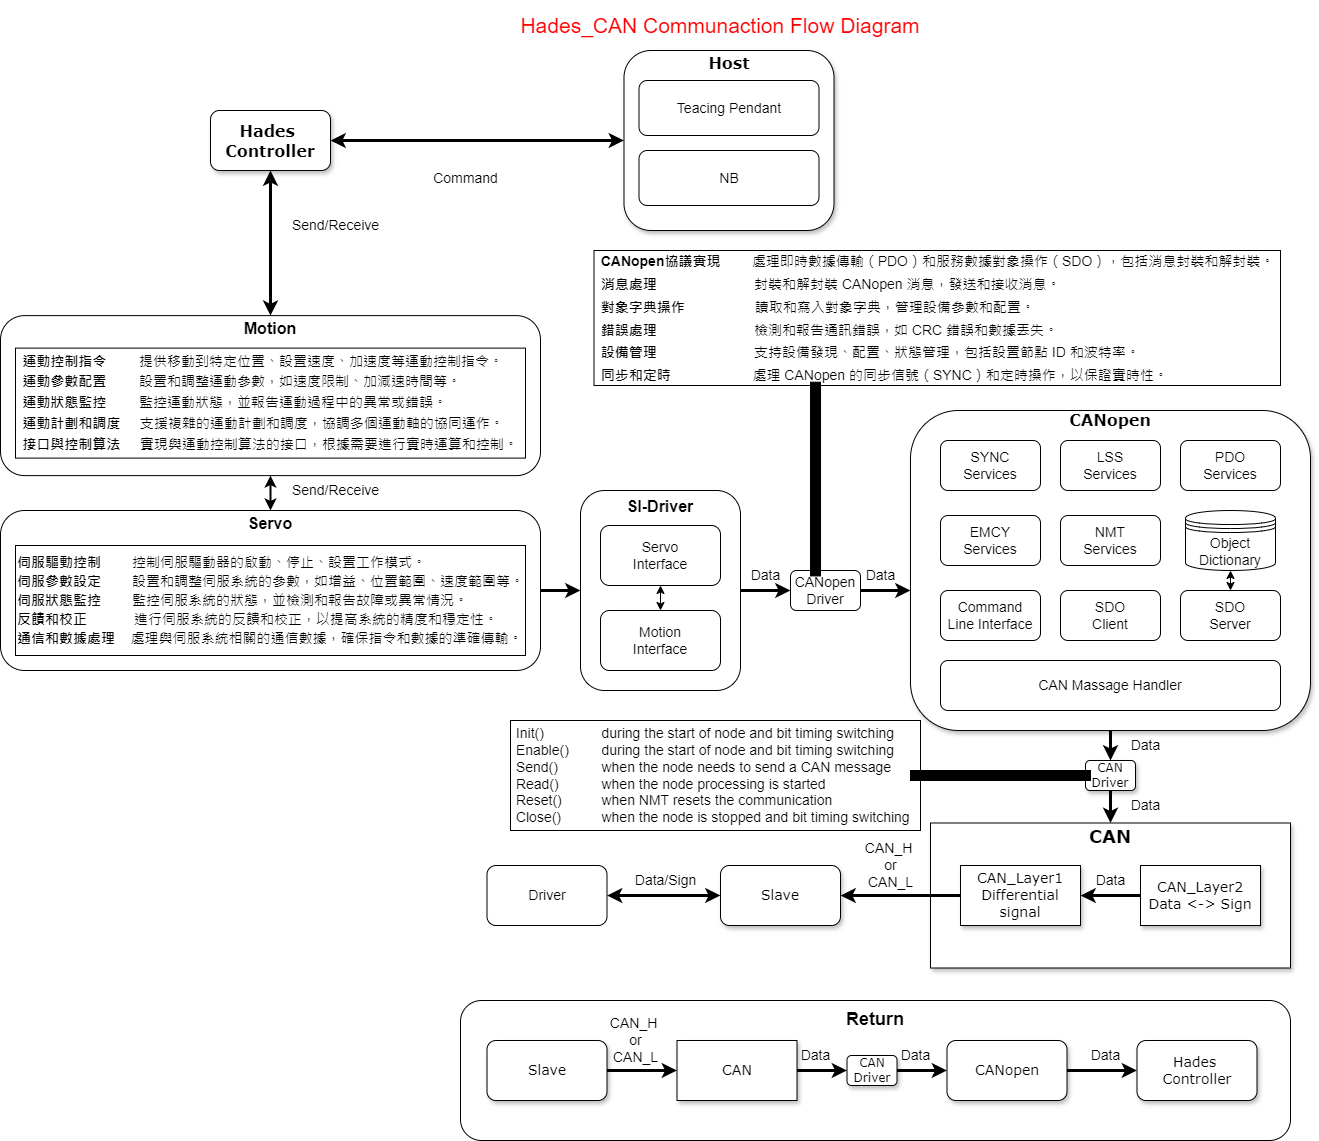 Hades_CAN Communaction Flow Diagram
Host
Teacing Pendant
NB
Hades
Controller
Command
Send/Receive
CANopen協議實現 處理即時數據傳輸（PDO）和服務數據對象操作（SDO），包括消息封裝和解封裝。
消息處理 封裝和解封裝 CANopen 消息，發送和接收消息。
對象字典操作 讀取和寫入對象字典，管理設備參數和配置。
錯誤處理 檢測和報告通訊錯誤，如 CRC 錯誤和數據丟失。
設備管理 支持設備發現、配置、狀態管理，包括設置節點 ID 和波特率。
同步和定時 處理 CANopen 的同步信號（SYNC）和定時操作，以保證實時性。
Motion
運動控制指令 提供移動到特定位置、設置速度、加速度等運動控制指令。
運動參數配置 設置和調整運動參數，如速度限制、加減速時間等。
運動狀態監控 監控運動狀態，並報告運動過程中的異常或錯誤。
運動計劃和調度 支援複雜的運動計劃和調度，協調多個運動軸的協同運作。
接口與控制算法 實現與運動控制算法的接口，根據需要進行實時運算和控制。
Send/Receive
Servo
伺服驅動控制 控制伺服驅動器的啟動、停止、設置工作模式。
伺服參數設定 設置和調整伺服系統的參數，如增益、位置範圍、速度範圍等。
伺服狀態監控 監控伺服系統的狀態，並檢測和報告故障或異常情況。
反饋和校正 進行伺服系統的反饋和校正，以提高系統的精度和穩定性。
通信和數據處理 處理與伺服系統相關的通信數據，確保指令和數據的準確傳輸。
SI-Driver
Servo
Interface
Motion
Interface
Data
CANopen
Driver
Data
CANopen
SYNC
Services
LSS
Services
PDO
Services
EMCY
Services
NMT
Services
Object
Dictionary
Command
Line Interface
SDO
Client
SDO
Server
CAN Massage Handler
Data
CAN
Driver
Data
Init() during the start of node and bit timing switching
Enable() during the start of node and bit timing switching
Send() when the node needs to send a CAN message
Read() when the node processing is started
Reset() when NMT resets the communication
Close() when the node is stopped and bit timing switching
CAN
CAN_Layer1
Differential
signal
Data
CAN_Layer2
Data <-> Sign
CAN_H
or
CAN_L
Slave
Data/Sign
Driver
Return
Slave
CAN_H
or
CAN_L
CAN
Data
CAN
Driver
Data
CANopen
Data
Hades
Controller